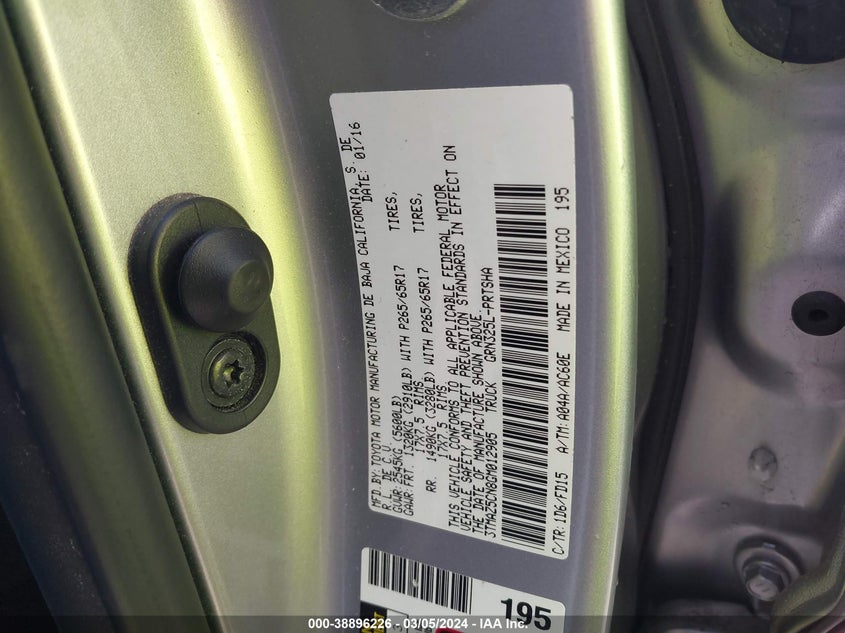 MFD.BY:TOYOTA MOTOR MANUFACTURING DE BAJA CALIFORNIA S. DE
R.L. DE C.V. DATE: 01/16
GVWR:2545KG (5600LB)
GAWR:FRT. 1320KG (2910LB) WITH P265/65R17 TIRES,
17X7.5 RIMS,
RR. 1490KG (3280LB) WITH P265/65R17 TIRES,
17X7.5 RIMS.
THIS VEHICLE CONFORMS TO ALL APPLICABLE FEDERAL MOTOR
VEHICLE SAFETY AND THEFT PREVENTION STANDARDS IN EFFECT ON
THE DATE OF MANUFACTURE SHOWN ABOVE.
3TMAZ5CN8GM012905 TRUCK GRN325L-PRTSHA
C/TR:1D6/FD15 A/TM:A04A/AC60E MADE IN MEXICO 195
195
000-38896226 - 03/05/2024 - IAA Inc.